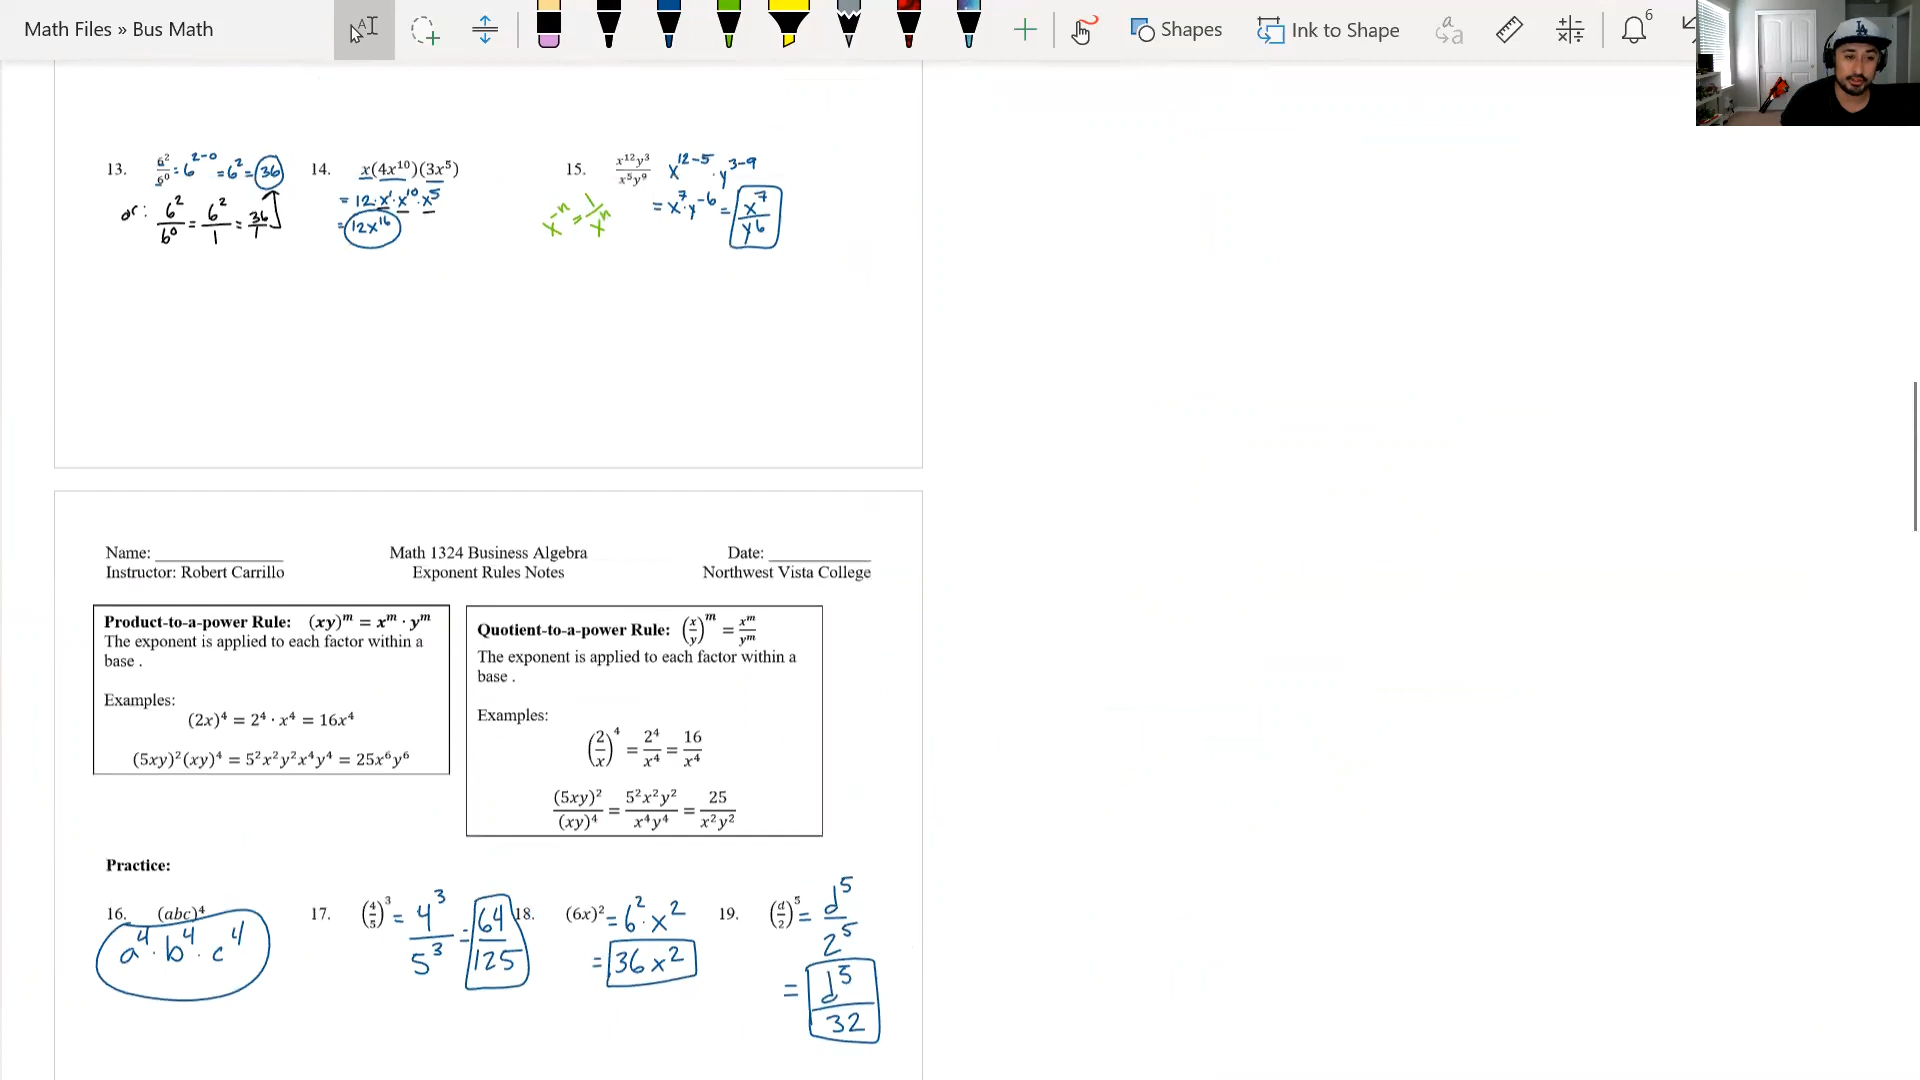 Math Files » Bus Math
Shapes
Ink to Shape
6
LA
13. 6²/6⁰ = 6²⁻⁰ = 6² = 36
or: 6²/6⁰ = 6²/1 = 36/1
14. x(4x¹⁰)(3x⁵)
= 12·x¹·x¹⁰·x⁵
= 12x¹⁶
15. x¹²y³/x⁵y⁹ x¹²⁻⁵·y³⁻⁹
= x⁷·y⁻⁶ = x⁷/y⁶
x⁻ⁿ = 1/xⁿ
Name: ________________ Math 1324 Business Algebra Date: _____________
Instructor: Robert Carrillo Exponent Rules Notes Northwest Vista College
Product-to-a-power Rule: (xy)ᵐ = xᵐ · yᵐ
The exponent is applied to each factor within a
base .
Examples:
(2x)⁴ = 2⁴ · x⁴ = 16x⁴
(5xy)²(xy)⁴ = 5²x²y²x⁴y⁴ = 25x⁶y⁶
Quotient-to-a-power Rule: (x/y)ᵐ = xᵐ/yᵐ
The exponent is applied to each factor within a
base .
Examples:
(2/x)⁴ = 2⁴/x⁴ = 16/x⁴
(5xy)²/(xy)⁴ = 5²x²y²/x⁴y⁴ = 25/x²y²
Practice:
16. (abc)⁴
a⁴·b⁴·c⁴
17. (4/5)³ = 4³/5³ = 64/125
18. (6x)² = 6²·x²
= 36x²
19. (d/2)⁵ = d⁵/2⁵
= d⁵/32